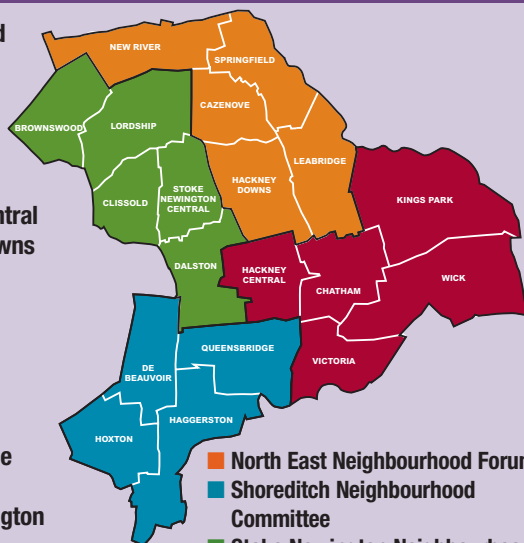 NEW RIVER
SPRINGFIELD
CAZENOVE
BROWNSWOOD
LORDSHIP
LEABRIDGE
HACKNEY
DOWNS
CLISSOLD
STOKE
NEWINGTON
CENTRAL
KINGS PARK
DALSTON
HACKNEY
CENTRAL
CHATHAM
WICK
QUEENSBRIDGE
VICTORIA
DE
BEAUVOIR
HAGGERSTON
HOXTON
North East Neighbourhood Forum
Shoreditch Neighbourhood
Committee